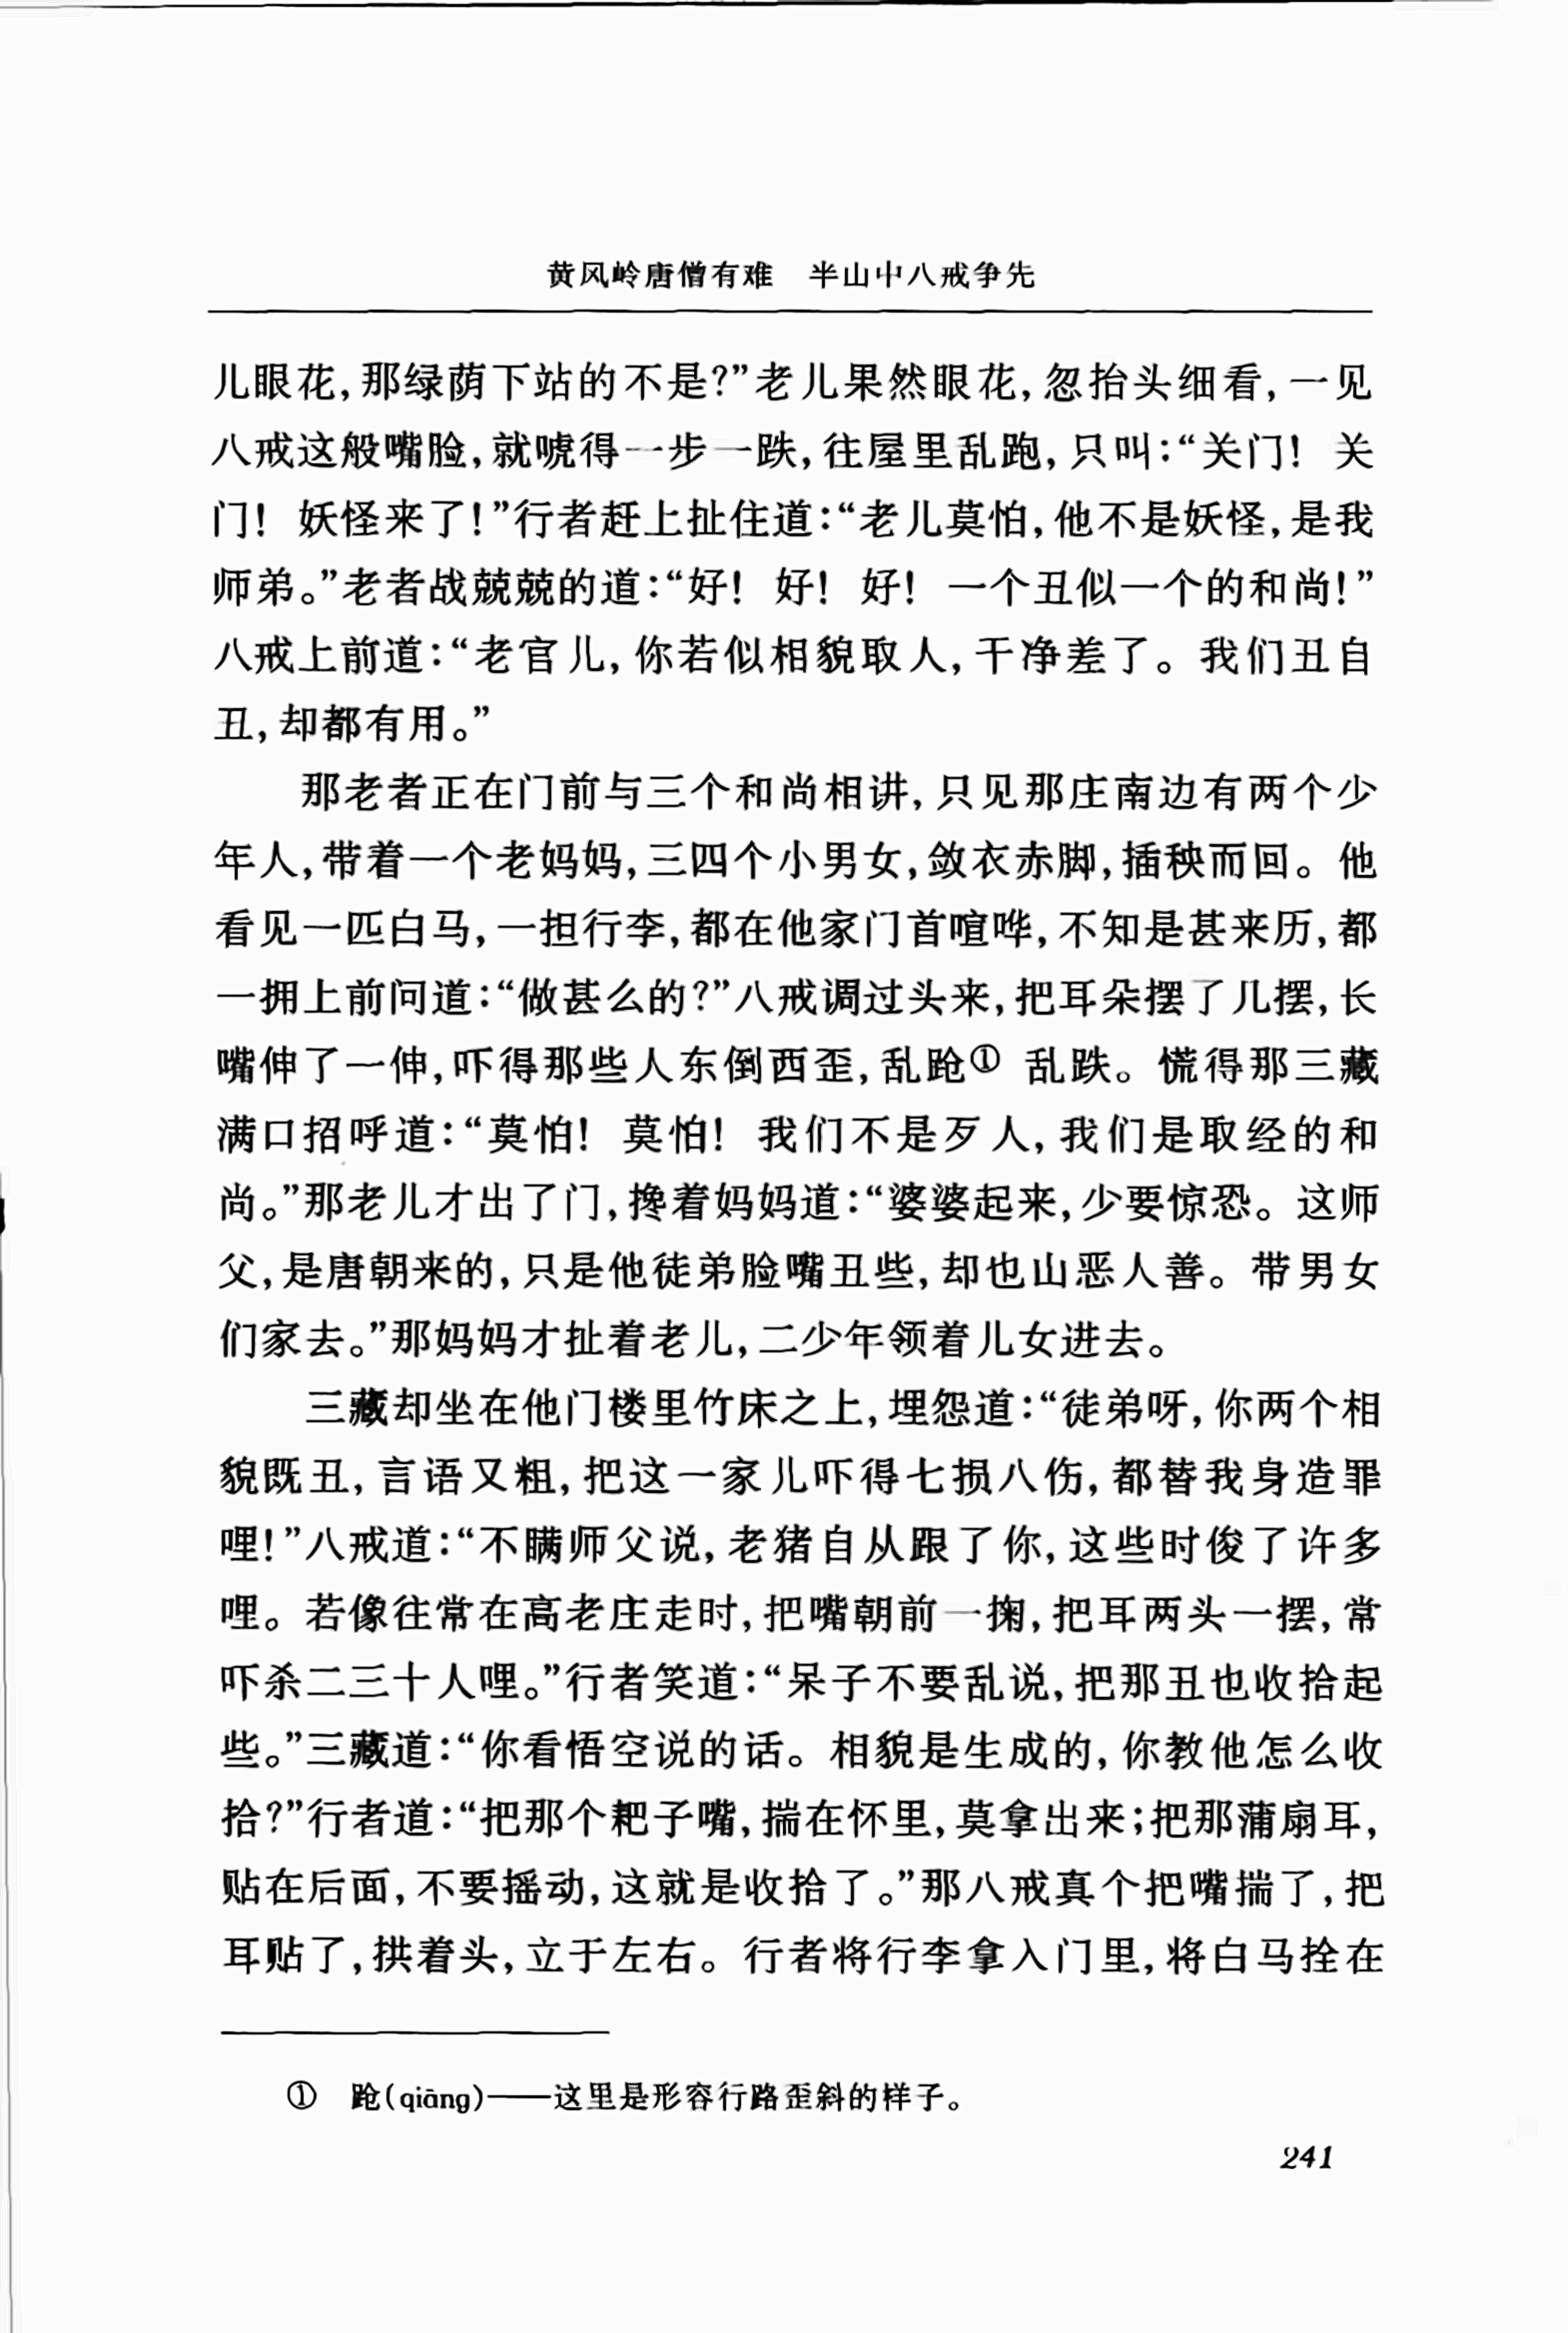 黄风岭唐僧有难　半山中八戒争先
儿眼花，那绿荫下站的不是？”老儿果然眼花，忽抬头细看，一见
八戒这般嘴脸，就唬得一步一跌，往屋里乱跑，只叫：“关门！关
门！妖怪来了！”行者赶上扯住道：“老儿莫怕，他不是妖怪，是我
师弟。”老者战兢兢的道：“好！好！好！一个丑似一个的和尚！”
八戒上前道：“老官儿，你若似相貌取人，干净差了。我们丑自
丑，却都有用。”
那老者正在门前与三个和尚相讲，只见那庄南边有两个少
年人，带着一个老妈妈，三四个小男女，敛衣赤脚，插秧而回。他
看见一匹白马，一担行李，都在他家门首喧哗，不知是甚来历，都
一拥上前问道：“做甚么的？”八戒调过头来，把耳朵摆了几摆，长
嘴伸了一伸，吓得那些人东倒西歪，乱跄① 乱跌。慌得那三藏
满口招呼道：“莫怕！莫怕！我们不是歹人，我们是取经的和
尚。”那老儿才出了门，搀着妈妈道：“婆婆起来，少要惊恐。这师
父，是唐朝来的，只是他徒弟脸嘴丑些，却也山恶人善。带男女
们家去。”那妈妈才扯着老儿，二少年领着儿女进去。
三藏却坐在他门楼里竹床之上，埋怨道：“徒弟呀，你两个相
貌既丑，言语又粗，把这一家儿吓得七损八伤，都替我身造罪
哩！”八戒道：“不瞒师父说，老猪自从跟了你，这些时俊了许多
哩。若像往常在高老庄走时，把嘴朝前一掬，把耳两头一摆，常
吓杀二三十人哩。”行者笑道：“呆子不要乱说，把那丑也收拾起
些。”三藏道：“你看悟空说的话。相貌是生成的，你教他怎么收
拾？”行者道：“把那个耙子嘴，揣在怀里，莫拿出来；把那蒲扇耳，
贴在后面，不要摇动，这就是收拾了。”那八戒真个把嘴揣了，把
耳贴了，拱着头，立于左右。行者将行李拿入门里，将白马拴在
①　跄(qiāng)——这里是形容行路歪斜的样子。
241